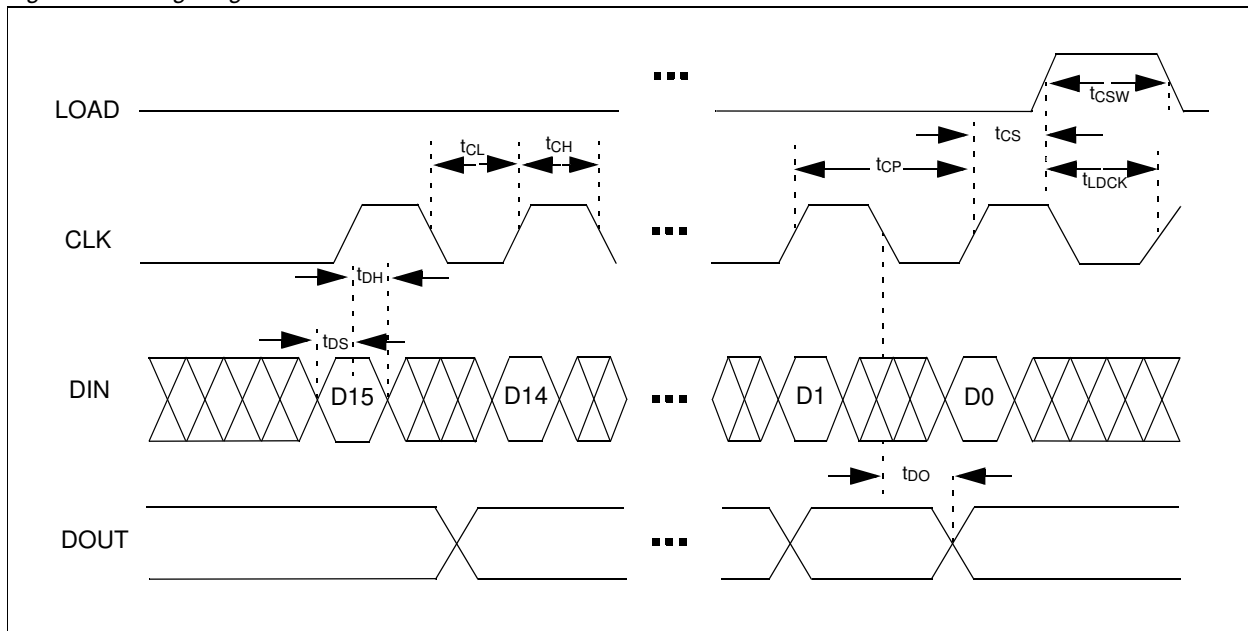 LOAD
tCSW
tCS
tCL
tCH
tCP
tLDCK
CLK
tDH
tDS
DIN
D15
D14
D1
D0
tDO
DOUT